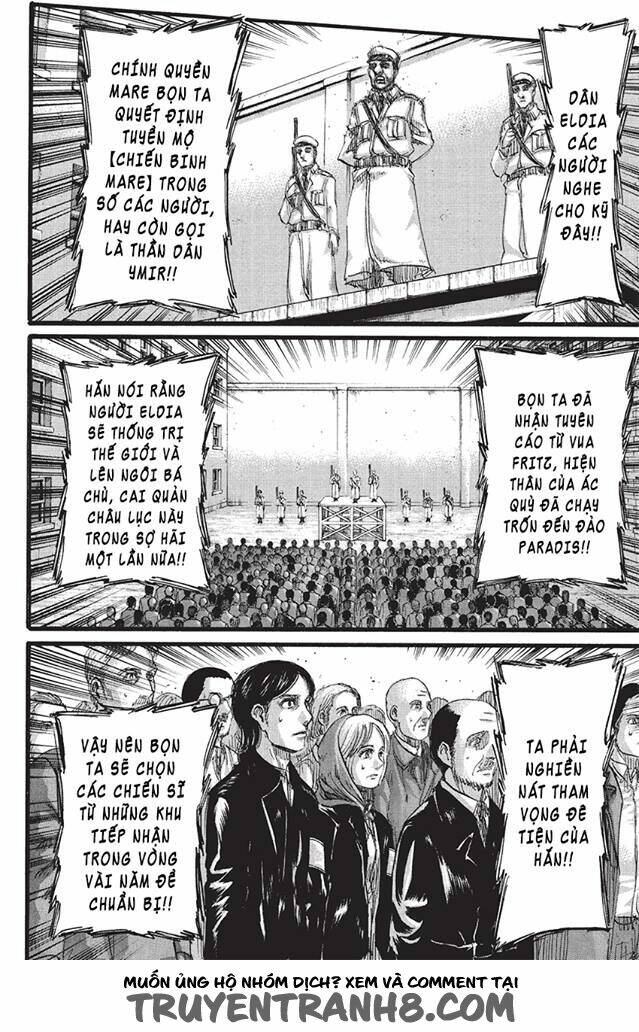 DÂN
ELDIA
CÁC
NGƯỜI
NGHE
CHO KỸ
ĐÂY!!
CHÍNH QUYỀN
MARE BỌN TA
QUYẾT ĐỊNH
TUYỂN MỘ
[CHIẾN BINH
MARE] TRONG
SỐ CÁC NGƯƠI,
HAY CÒN GỌI
LÀ THẦN DÂN
YMIR!!
BỌN TA ĐÃ
NHẬN TUYÊN
CÁO TỪ VUA
FRITZ, HIỆN
THÂN CỦA ÁC
QUỶ ĐÃ CHẠY
TRỐN ĐẾN ĐẢO
PARADIS!!
HẮN NÓI RẰNG
NGƯỜI ELDIA
SẼ THỐNG TRỊ
THẾ GIỚI VÀ
LÊN NGÔI BÁ
CHỦ, CAI QUẢN
CHÂU LỤC NÀY
TRONG SỢ HÃI
MỘT LẦN NỮA!!
TA PHẢI
NGHIỀN
NÁT THAM
VỌNG ĐÊ
TIỆN CỦA
HẮN!!
VẬY NÊN BỌN
TA SẼ CHỌN
CÁC CHIẾN SĨ
TỪ NHỮNG KHU
TIẾP NHẬN
TRONG VÒNG
VÀI NĂM ĐỂ
CHUẨN BỊ!!
MUỐN ỦNG HỘ NHÓM DỊCH? XEM VÀ COMMENT TẠI
TRUYENTRANH8.COM